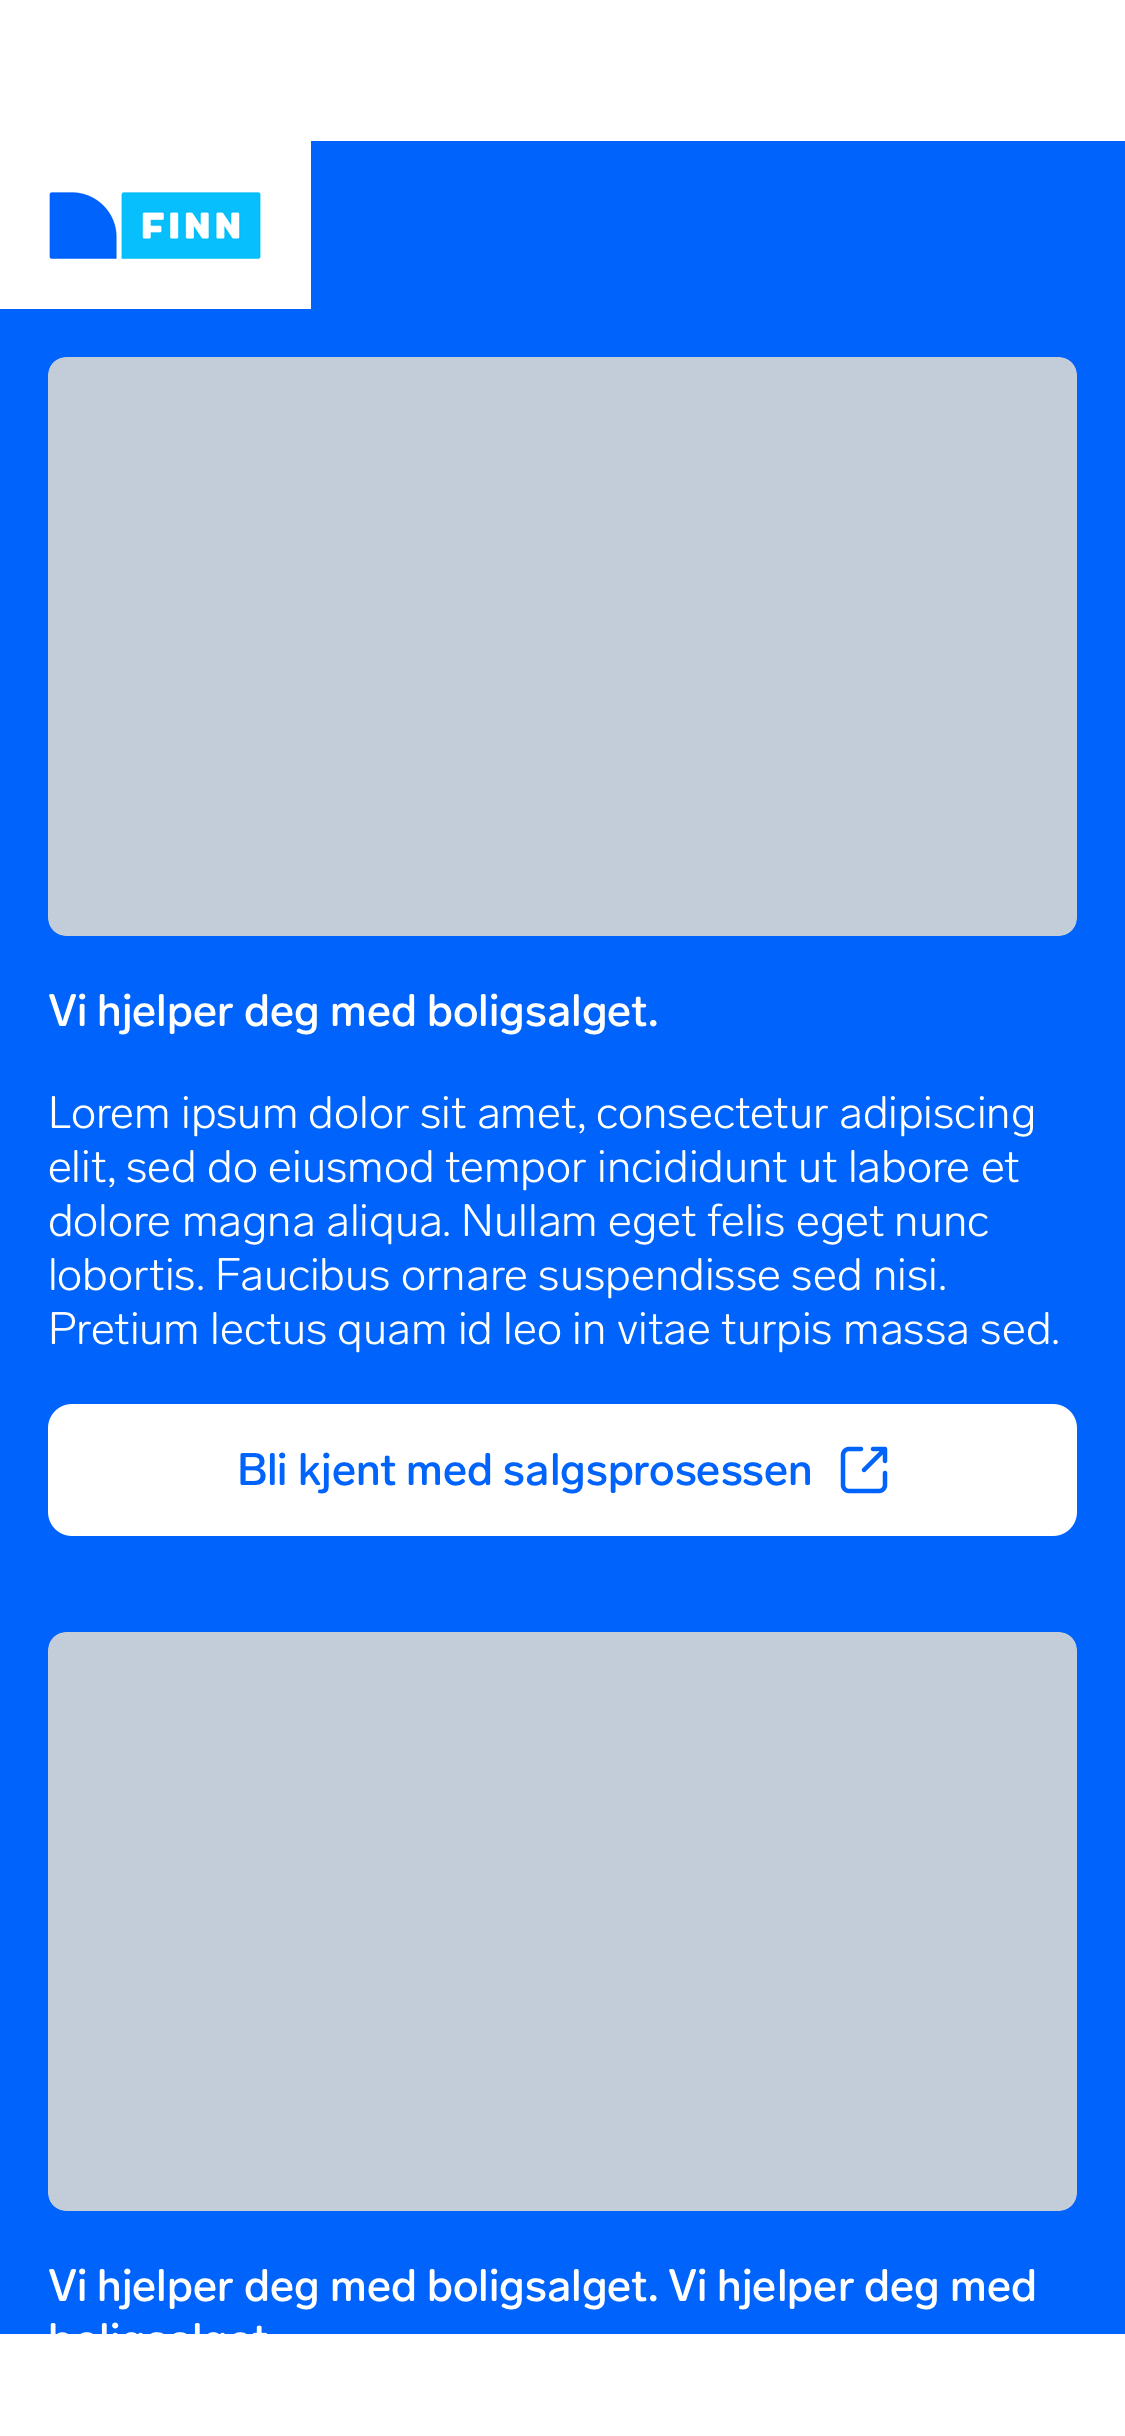 FINN
Vi hjelper deg med boligsalget.
Lorem ipsum dolor sit amet, consectetur adipiscing
elit, sed do eiusmod tempor incididunt ut labore et
dolore magna aliqua. Nullam eget felis eget nunc
lobortis. Faucibus ornare suspendisse sed nisi.
Pretium lectus quam id leo in vitae turpis massa sed.
Bli kjent med salgsprosessen
Vi hjelper deg med boligsalget. Vi hjelper deg med